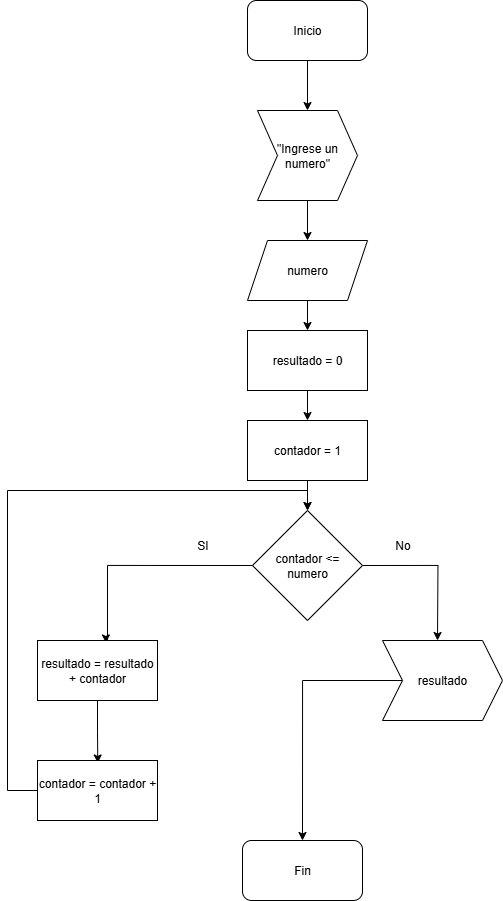 Inicio
"Ingrese un
numero"
numero
resultado = 0
contador = 1
SI
contador <=
numero
No
resultado = resultado
+ contador
resultado
contador = contador +
1
Fin